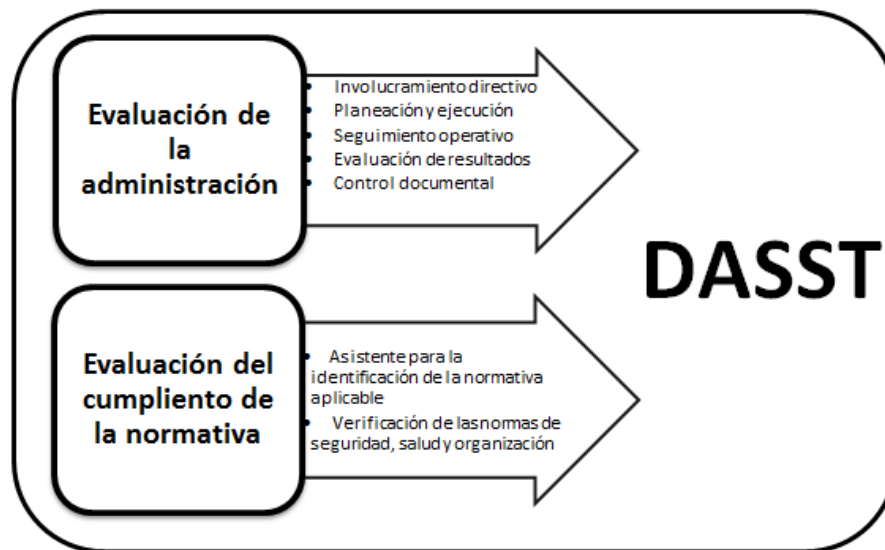 Evaluación de
la
administración
• Involucramiento directivo
• Planeación y ejecución
• Seguimiento operativo
• Evaluación de resultados
• Control documental
DASST
Evaluación del
cumpliento de
la normativa
• Asistente para la
identificación de la normativa
aplicable
• Verificación de las normas de
seguridad, salud y organización